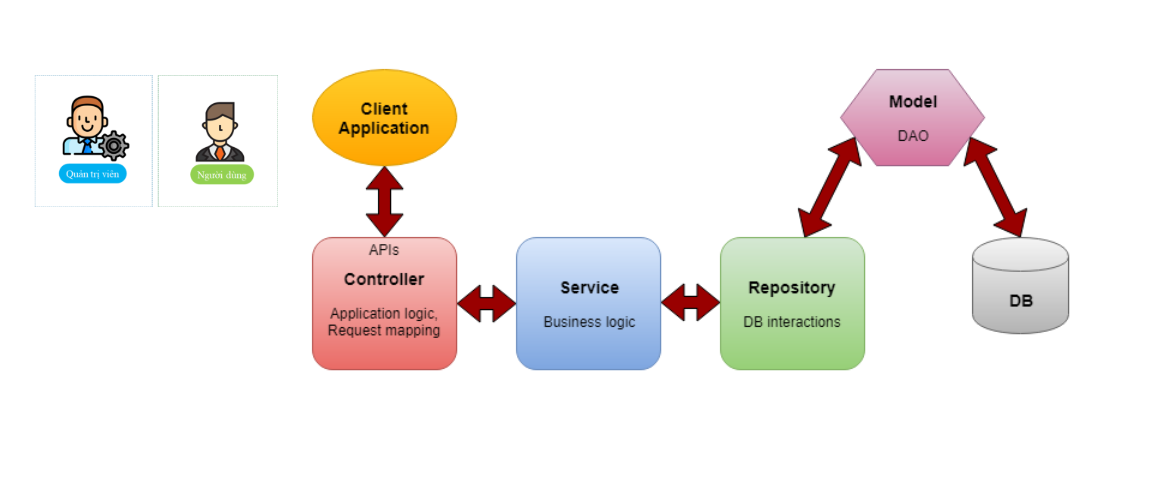 Quản trị viên
Người dùng
Client
Application
APIs
Controller
Application logic,
Request mapping
Service
Business logic
Repository
DB interactions
Model
DAO
DB